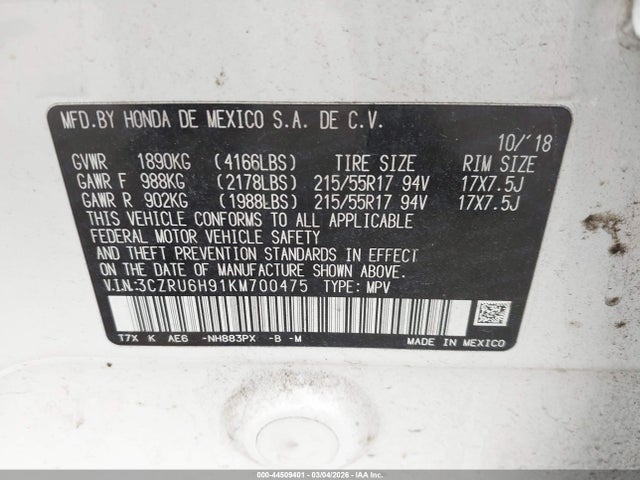 MFD.BY HONDA DE MEXICO S.A. DE C.V.
10/'18
GVWR 1890KG (4166LBS) TIRE SIZE RIM SIZE
GAWR F 988KG (2178LBS) 215/55R17 94V 17X7.5J
GAWR R 902KG (1988LBS) 215/55R17 94V 17X7.5J
THIS VEHICLE CONFORMS TO ALL APPLICABLE
FEDERAL MOTOR VEHICLE SAFETY
AND THEFT PREVENTION STANDARDS IN EFFECT
ON THE DATE OF MANUFACTURE SHOWN ABOVE.
V.I.N.:3CZRU6H91KM700475 TYPE: MPV
T7X K AE6 -NH883PX -B -M
MADE IN MEXICO
000-44509401 - 03/04/2026 - IAA Inc.